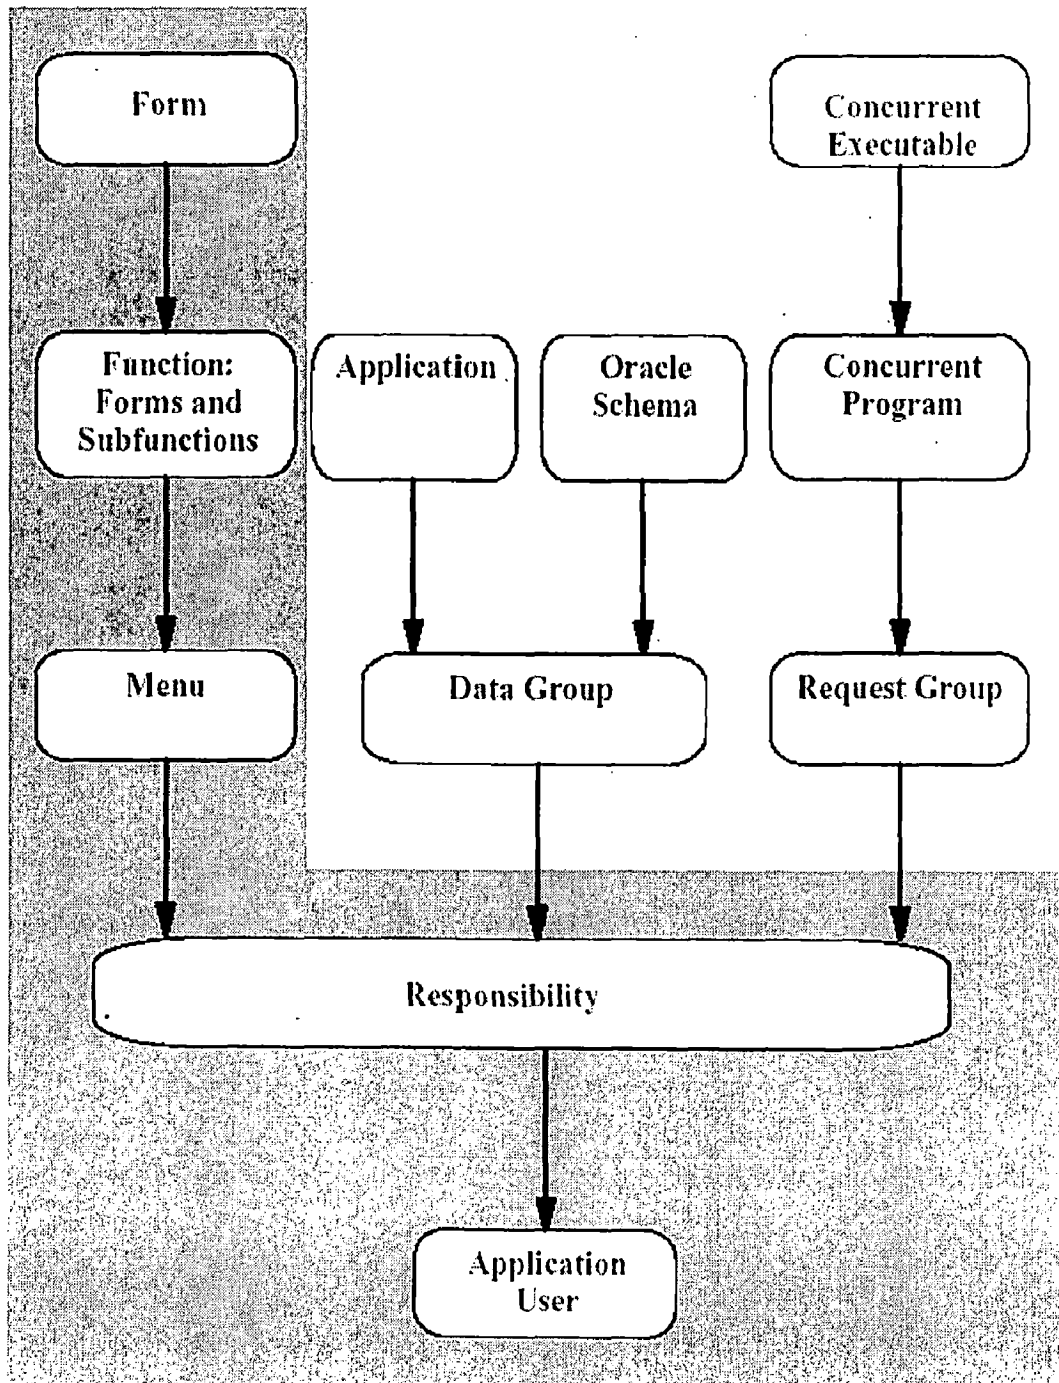 Form
Concurrent
Executable
Function:
Forms and
Subfunctions
Application
Oracle
Schema
Concurrent
Program
Menu
Data Group
Request Group
Responsibility
Application
User